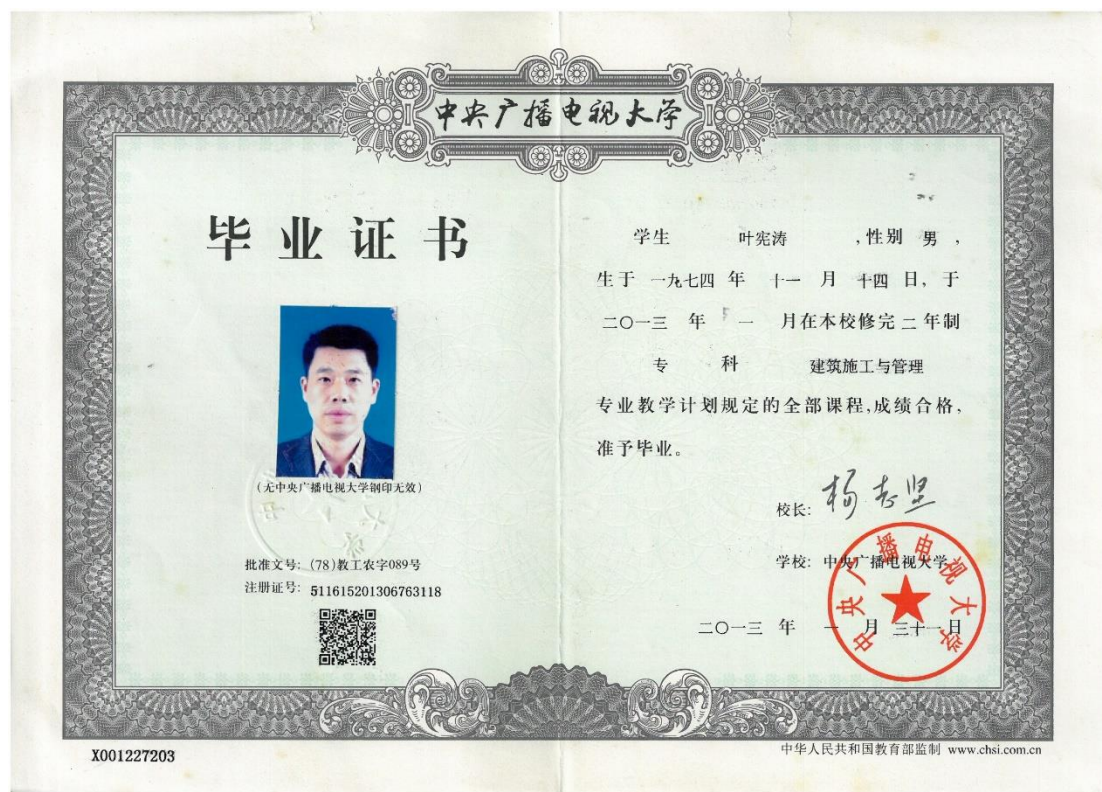 中央广播电视大学
毕业证书
(无中央广播电视大学钢印无效)
批准文号: (78)教工农字089号
注册证号: 511615201306763118
X001227203
学生 叶宪涛 ,性别 男 ,
生于 一九七四 年 十一 月 十四 日, 于
二〇一三 年 一 月在本校修完 二 年制
专 科 建筑施工与管理
专业教学计划规定的全部课程,成绩合格,
准予毕业。
校长: 杨志坚
学校: 中央广播电视大学
中央广播电视大学
二〇一三 年 一 月 三十一日
中华人民共和国教育部监制 www.chsi.com.cn